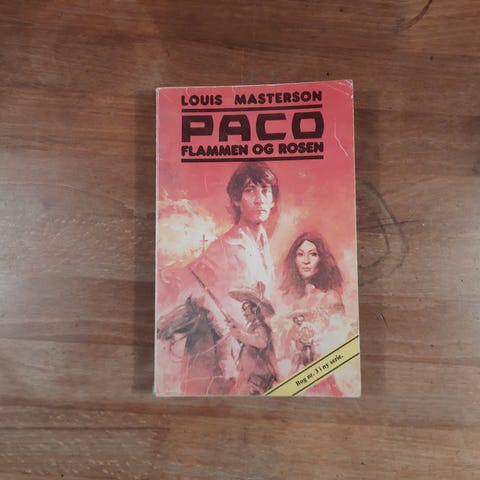 LOUIS MASTERSON
PACO
FLAMMEN OG ROSEN
Bog nr. 3 i ny serie.